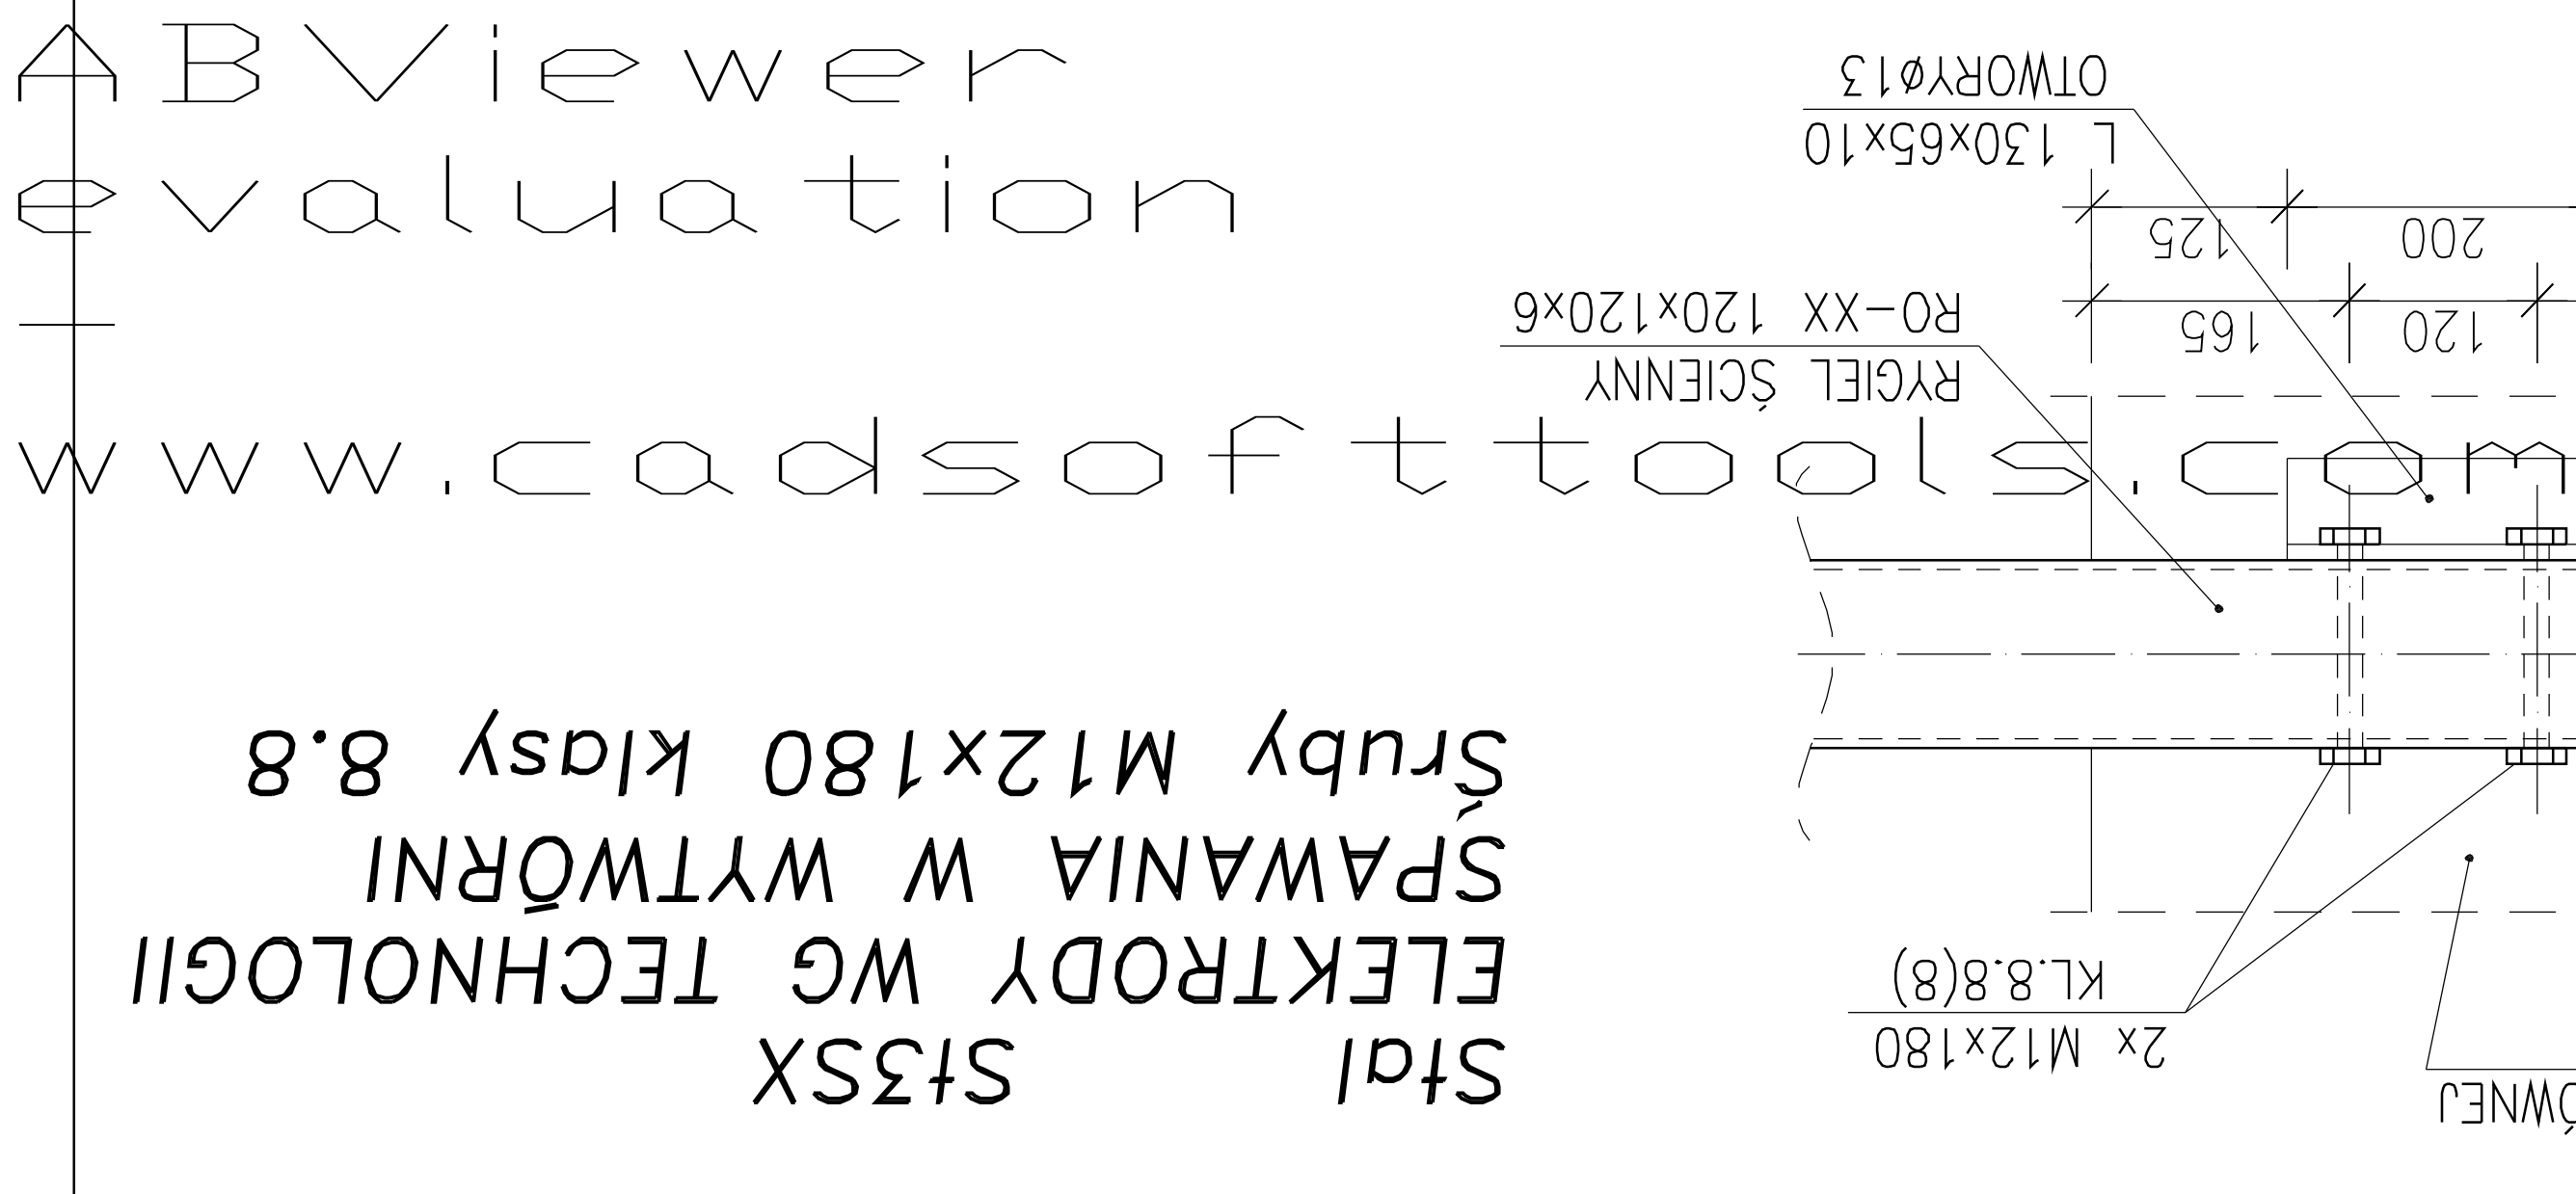 ABViewer
evaluation
-
www.cadsofttools.com
Stal St3SX
ELEKTRODY WG TECHNOLOGII
SPAWANIA W WYTWÓRNI
Śruby M12x180 klasy 8.8
2x M12x180
KL.8.8(8)
RYGIEL ŚCIENNY
RO-XX 120x120x6
120
165
200
125
L 130x65x10
OTWORYø13